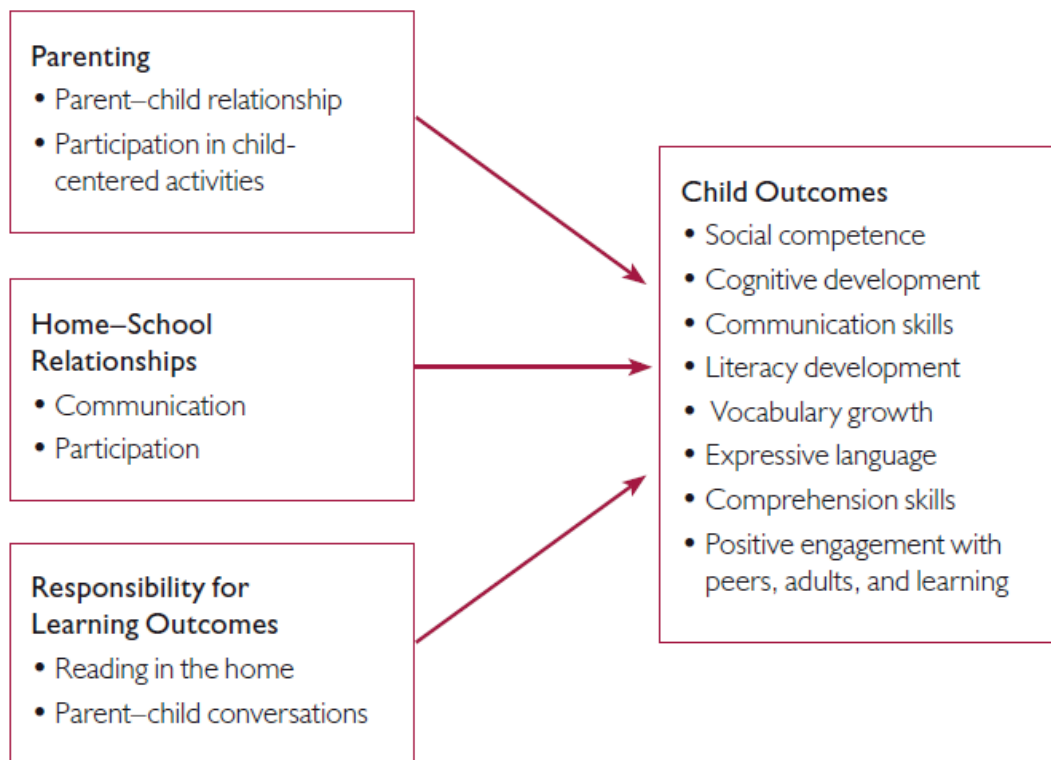 Parenting
• Parent–child relationship
• Participation in child-
centered activities
Home–School
Relationships
• Communication
• Participation
Responsibility for
Learning Outcomes
• Reading in the home
• Parent–child conversations
Child Outcomes
• Social competence
• Cognitive development
• Communication skills
• Literacy development
• Vocabulary growth
• Expressive language
• Comprehension skills
• Positive engagement with
peers, adults, and learning